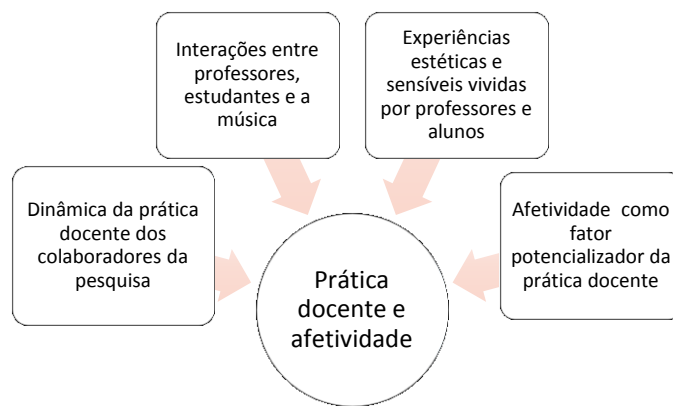 Interações entre
professores,
estudantes e a
música
Experiências
estéticas e
sensíveis vividas
por professores e
alunos
Dinâmica da prática
docente dos
colaboradores da
pesquisa
Afetividade como
fator
potencializador da
prática docente
Prática
docente e
afetividade